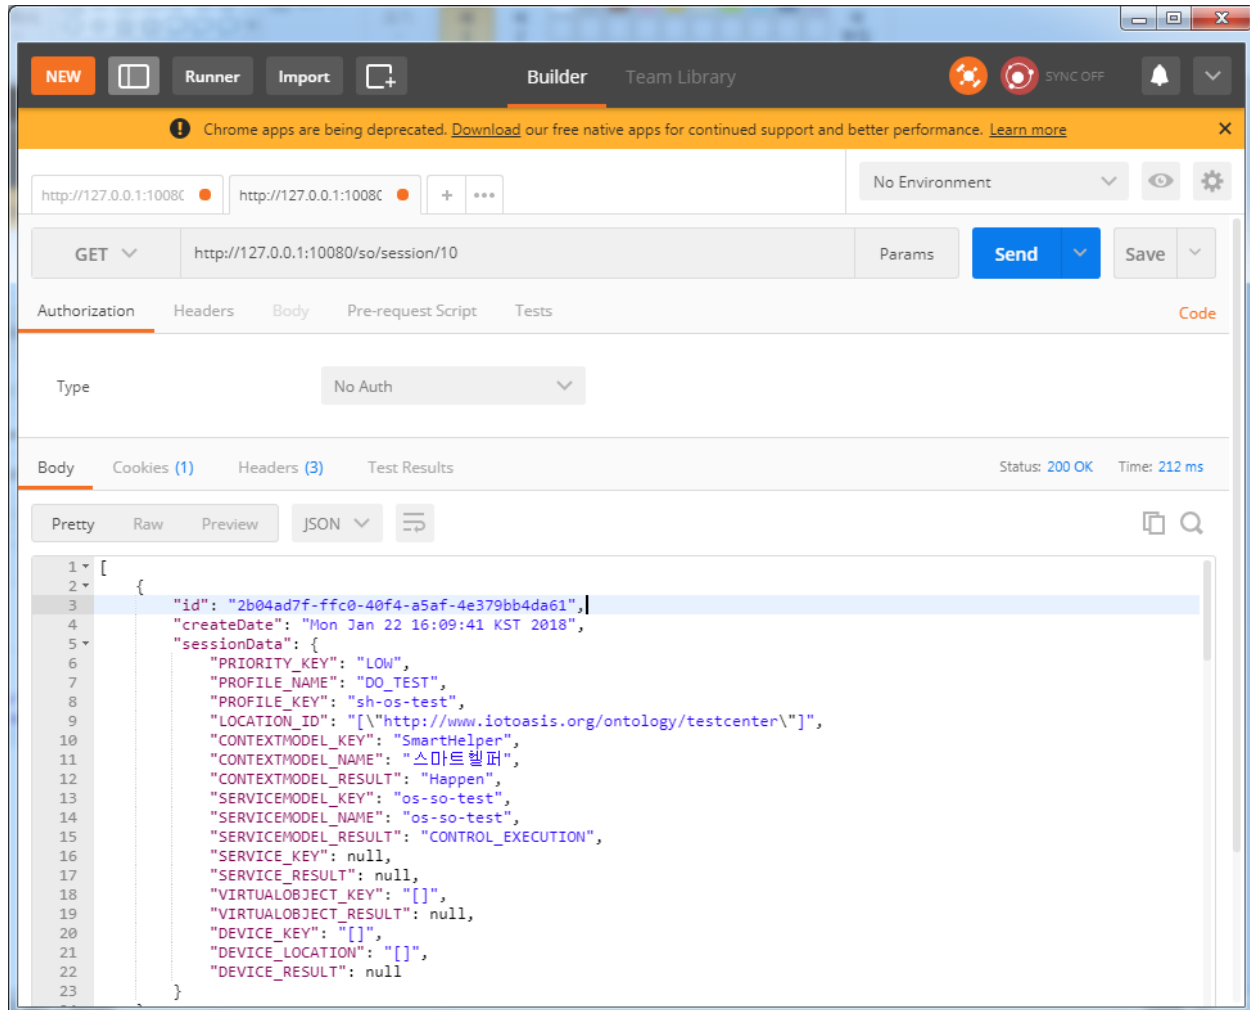 NEW Runner Import Builder Team Library SYNC OFF
Chrome apps are being deprecated. Download our free native apps for continued support and better performance. Learn more
http://127.0.0.1:1008 http://127.0.0.1:1008 + ••• No Environment
GET http://127.0.0.1:10080/so/session/10 Params Send Save
Authorization Headers Body Pre-request Script Tests Code
Type No Auth
Body Cookies (1) Headers (3) Test Results Status: 200 OK Time: 212 ms
Pretty Raw Preview JSON
1 [
2 {
3 "id": "2b04ad7f-ffc0-40f4-a5af-4e379bb4da61",
4 "createDate": "Mon Jan 22 16:09:41 KST 2018",
5 "sessionData": {
6 "PRIORITY_KEY": "LOW",
7 "PROFILE_NAME": "DO_TEST",
8 "PROFILE_KEY": "sh-os-test",
9 "LOCATION_ID": "[\"http://www.iotoasis.org/ontology/testcenter\"]",
10 "CONTEXTMODEL_KEY": "SmartHelper",
11 "CONTEXTMODEL_NAME": "스마트헬퍼",
12 "CONTEXTMODEL_RESULT": "Happen",
13 "SERVICEMODEL_KEY": "os-so-test",
14 "SERVICEMODEL_NAME": "os-so-test",
15 "SERVICEMODEL_RESULT": "CONTROL_EXECUTION",
16 "SERVICE_KEY": null,
17 "SERVICE_RESULT": null,
18 "VIRTUALOBJECT_KEY": "[]",
19 "VIRTUALOBJECT_RESULT": null,
20 "DEVICE_KEY": "[]",
21 "DEVICE_LOCATION": "[]",
22 "DEVICE_RESULT": null
23 }